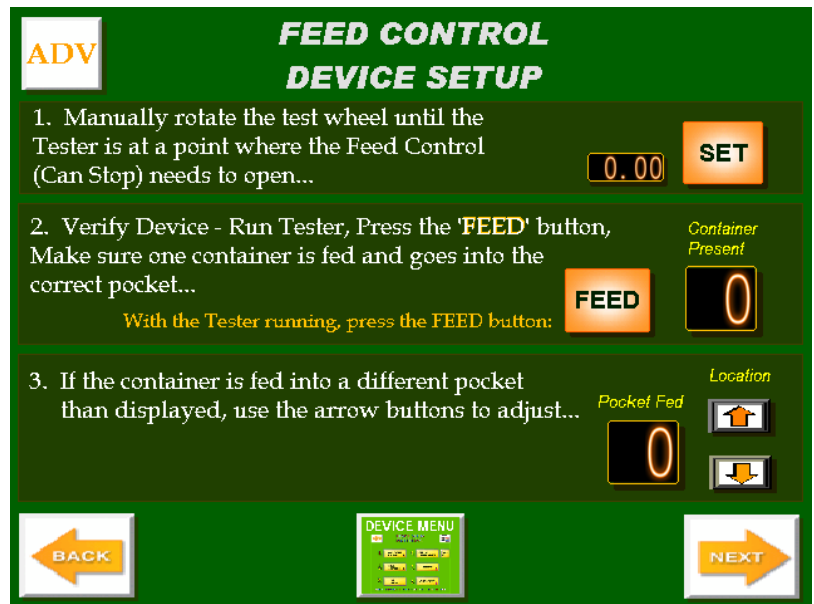 ADV
FEED CONTROL
DEVICE SETUP
1. Manually rotate the test wheel until the
Tester is at a point where the Feed Control
(Can Stop) needs to open...
0.00
SET
2. Verify Device - Run Tester, Press the 'FEED' button,
Make sure one container is fed and goes into the
correct pocket...
With the Tester running, press the FEED button:
FEED
Container
Present
0
3. If the container is fed into a different pocket
than displayed, use the arrow buttons to adjust...
Pocket Fed
0
Location
BACK
DEVICE MENU
NEXT